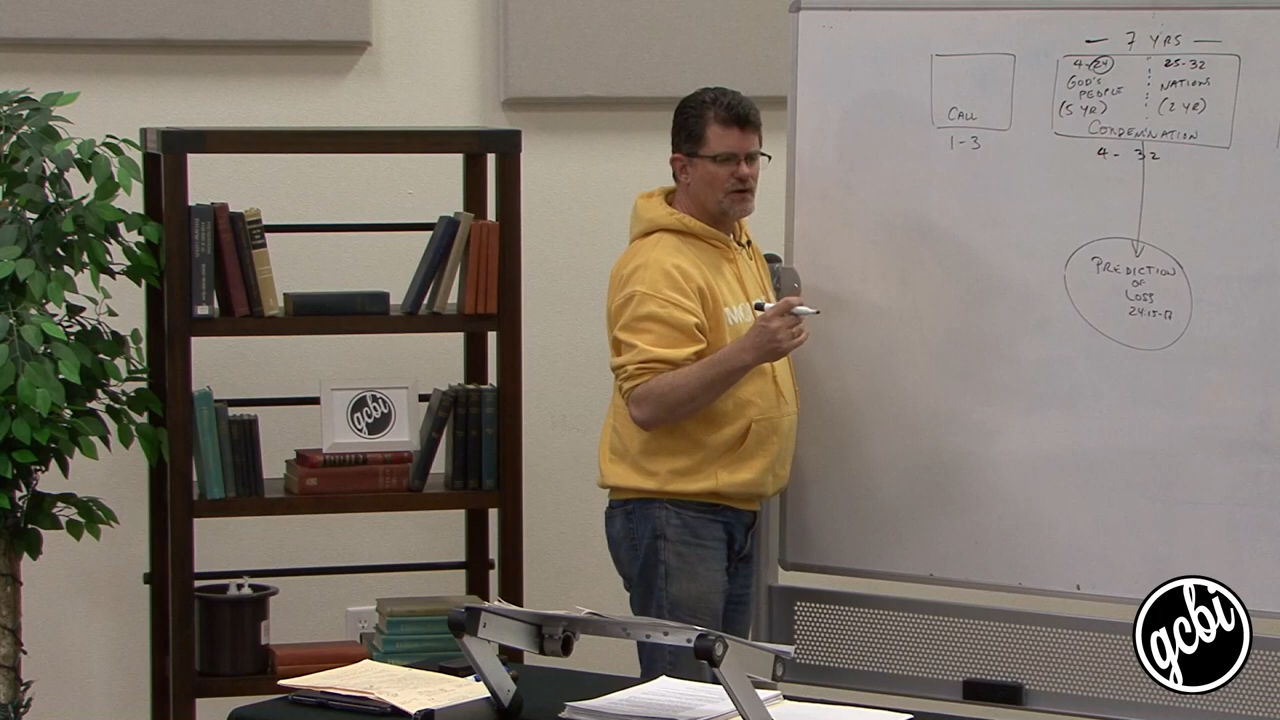 — 7 YRS —
4-24
25-32
GOD'S
PEOPLE
(5 YR)
NATIONS
(2 YR)
CONDEMNATION
4-32
CALL
1-3
PREDICTION
OF
LOSS
24:15-17
gcbi
gcbi